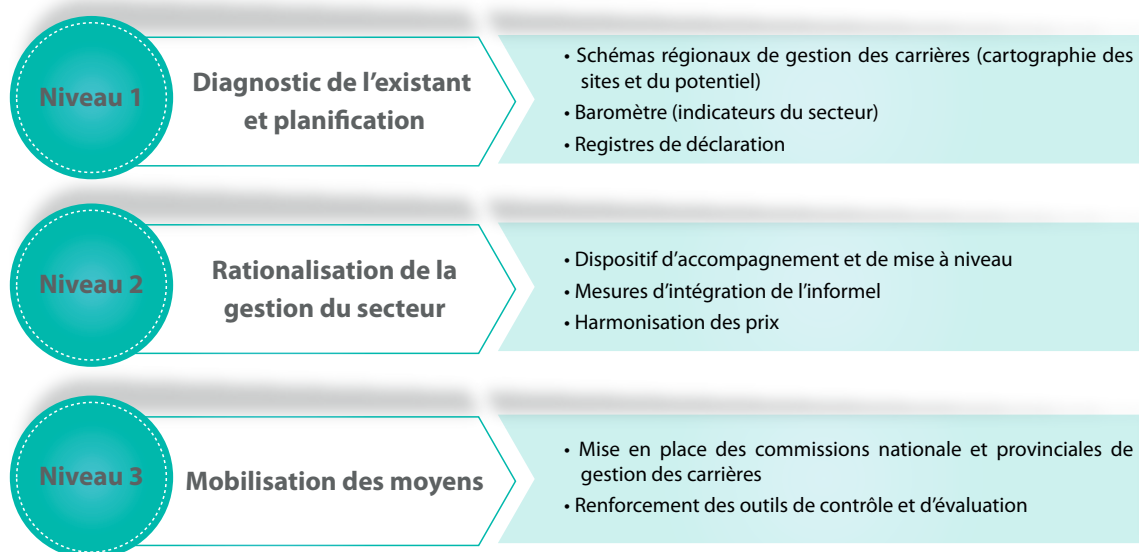 Niveau 1
Diagnostic de l’existant
et planification
• Schémas régionaux de gestion des carrières (cartographie des
sites et du potentiel)
• Baromètre (indicateurs du secteur)
• Registres de déclaration
Niveau 2
Rationalisation de la
gestion du secteur
• Dispositif d’accompagnement et de mise à niveau
• Mesures d’intégration de l’informel
• Harmonisation des prix
Niveau 3
Mobilisation des moyens
• Mise en place des commissions nationale et provinciales de
gestion des carrières
• Renforcement des outils de contrôle et d’évaluation